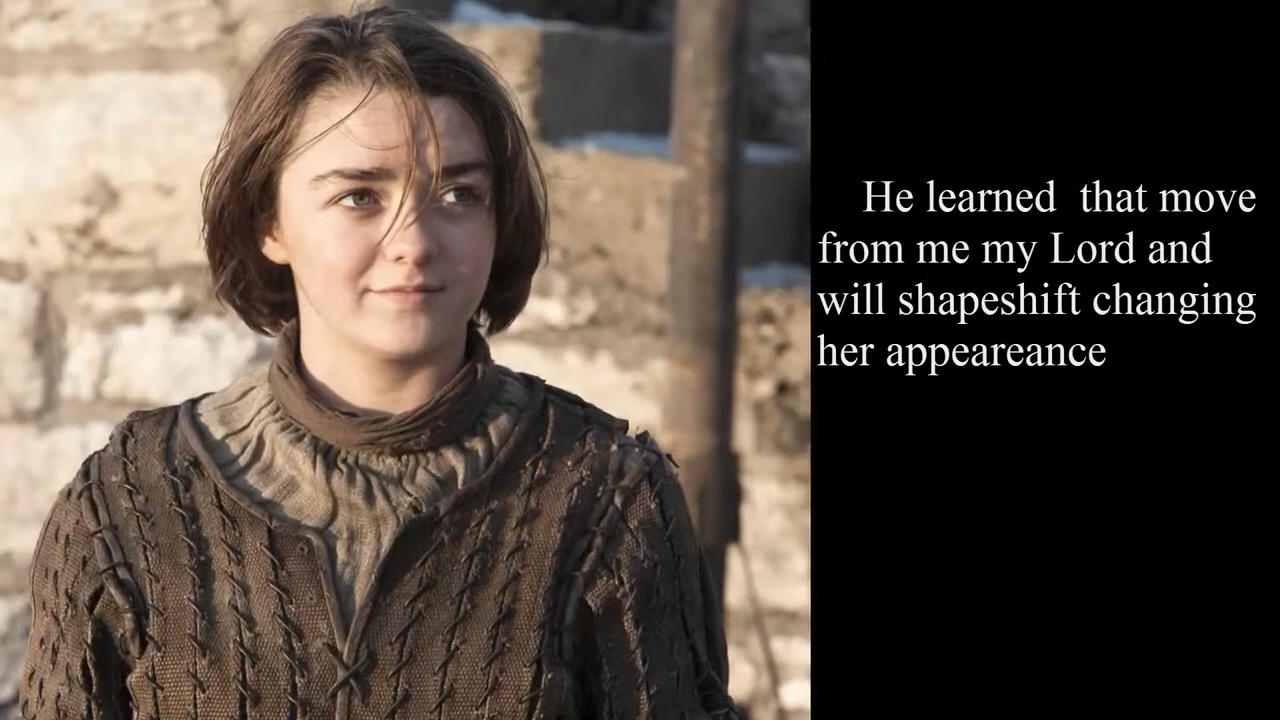 He learned  that move
from me my Lord and
will shapeshift changing
her appeareance